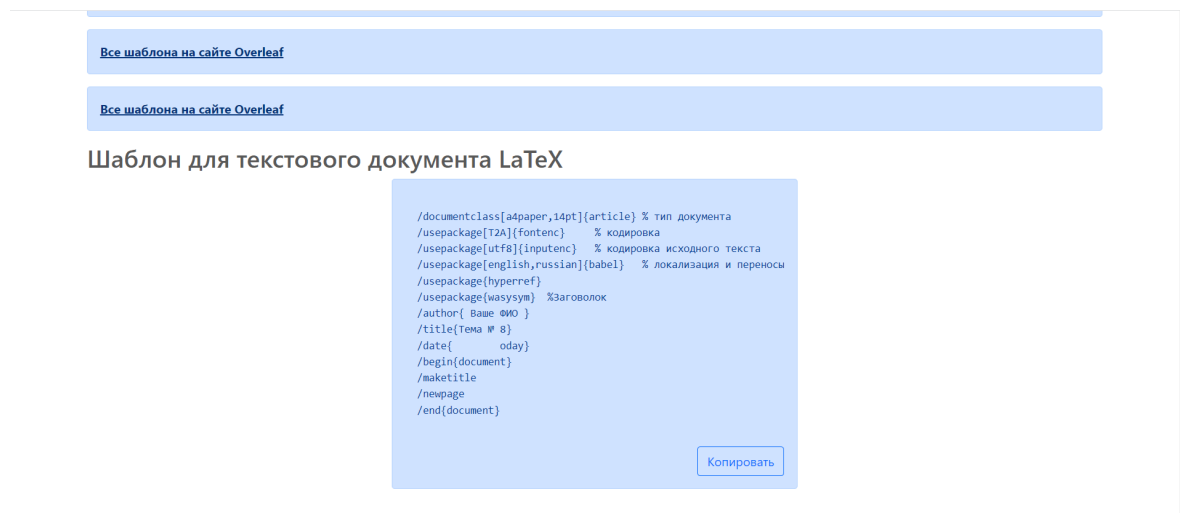 Все шаблона на сайте Overleaf
Все шаблона на сайте Overleaf
Шаблон для текстового документа LaTeX
/documentclass[a4paper,14pt]{article} % тип документа
/usepackage[T2A]{fontenc}     % кодировка
/usepackage[utf8]{inputenc}   % кодировка исходного текста
/usepackage[english,russian]{babel}   % локализация и переносы
/usepackage{hyperref}
/usepackage{wasysym}  %Заголовок
/author{ Ваше ФИО }
/title{Тема № 8}
/date{        oday}
/begin{document}
/maketitle
/newpage
/end{document}
Копировать